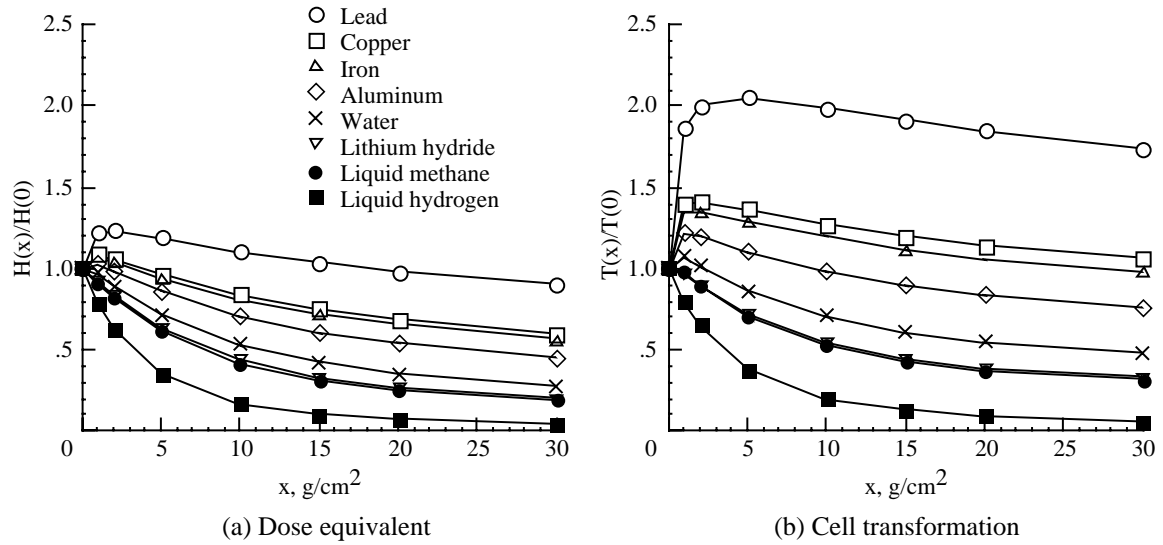 2.5
2.0
1.5
1.0
.5
0
5
10
15
20
25
30
H(x)/H(0)
x, g/cm²
Lead
Copper
Iron
Aluminum
Water
Lithium hydride
Liquid methane
Liquid hydrogen
(a) Dose equivalent
2.5
2.0
1.5
1.0
.5
0
5
10
15
20
25
30
T(x)/T(0)
x, g/cm²
(b) Cell transformation